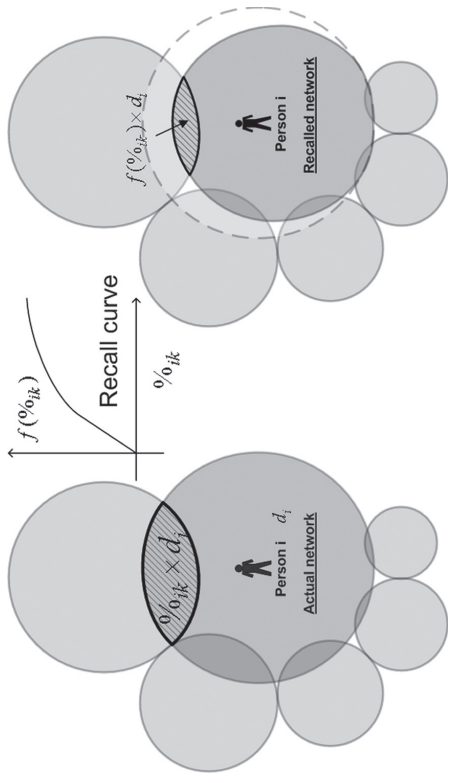 %ik × di
Person i di
Actual network
f (%ik)
Recall curve
%ik
f (%ik) × di
Person i
Recalled network